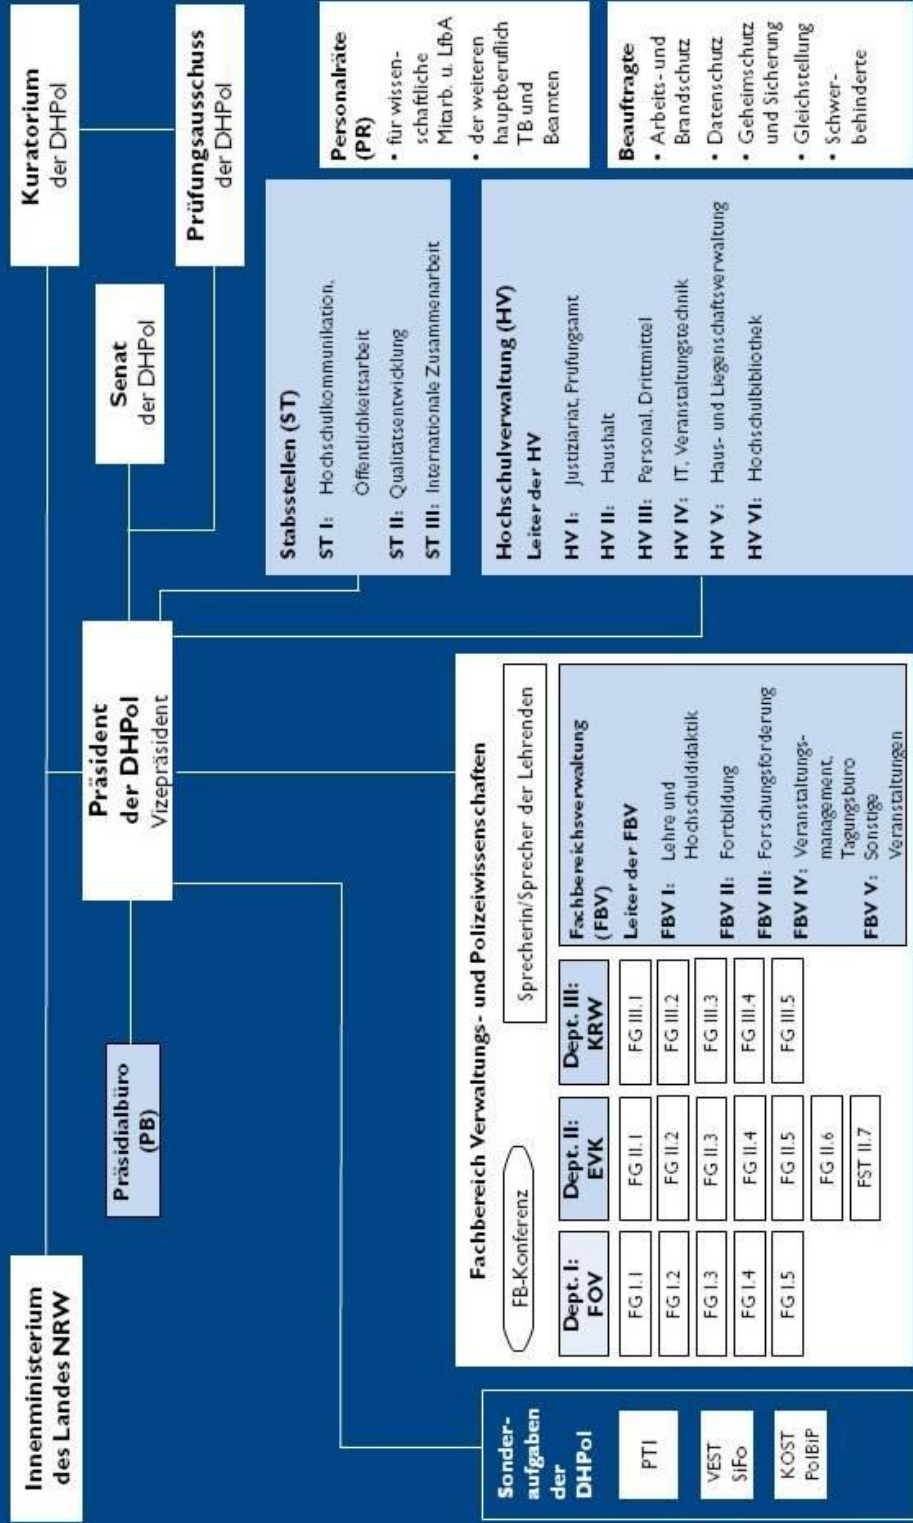 Innenministerium
des Landes NRW
Kuratorium
der DHPol
Senat
der DHPol
Prüfungsausschuss
der DHPol
Präsident
der DHPol
Vizepräsident
Präsidialbüro
(PB)
Stabsstellen (ST)
ST I: Hochschulkommunikation,
Öffentlichkeitsarbeit
ST II: Qualitätsentwicklung
ST III: Internationale Zusammenarbeit
Personalräte
(PR)
• für wissen-
schaftliche
Mitarb. u. LfbA
• der weiteren
hauptberuflich
TB und
Beamten
Sonder-
aufgaben
der
DHPol
PTI
VEST
SiFo
KOST
PolBiP
Fachbereich Verwaltungs- und Polizeiwissenschaften
FB-Konferenz
Sprecherin/Sprecher der Lehrenden
Dept. I:
FOV
FG I.1
FG I.2
FG I.3
FG I.4
FG I.5
Dept. II:
EVK
FG II.1
FG II.2
FG II.3
FG II.4
FG II.5
FG II.6
FST II.7
Dept. III:
KRW
FG III.1
FG III.2
FG III.3
FG III.4
FG III.5
Fachbereichsverwaltung
(FBV)
Leiter der FBV
FBV I: Lehre und
Hochschuldidaktik
FBV II: Fortbildung
FBV III: Forschungsförderung
FBV IV: Veranstaltungs-
management,
Tagungsbüro
FBV V: Sonstige
Veranstaltungen
Hochschulverwaltung (HV)
Leiter der HV
HV I: Justiziariat, Prüfungsamt
HV II: Haushalt
HV III: Personal, Drittmittel
HV IV: IT, Veranstaltungstechnik
HV V: Haus- und Liegenschaftsverwaltung
HV VI: Hochschulbibliothek
Beauftragte
• Arbeits- und
Brandschutz
• Datenschutz
• Geheimschutz
und Sicherung
• Gleichstellung
• Schwer-
behinderte